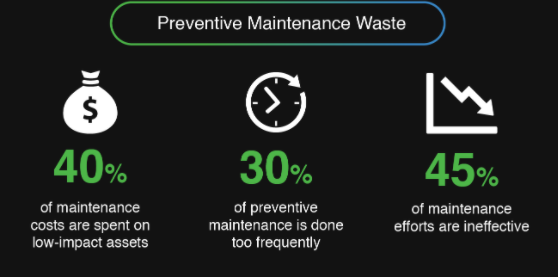 Preventive Maintenance Waste
$
40%
of maintenance
costs are spent on
low-impact assets
30%
of preventive
maintenance is done
too frequently
45%
of maintenance
efforts are ineffective